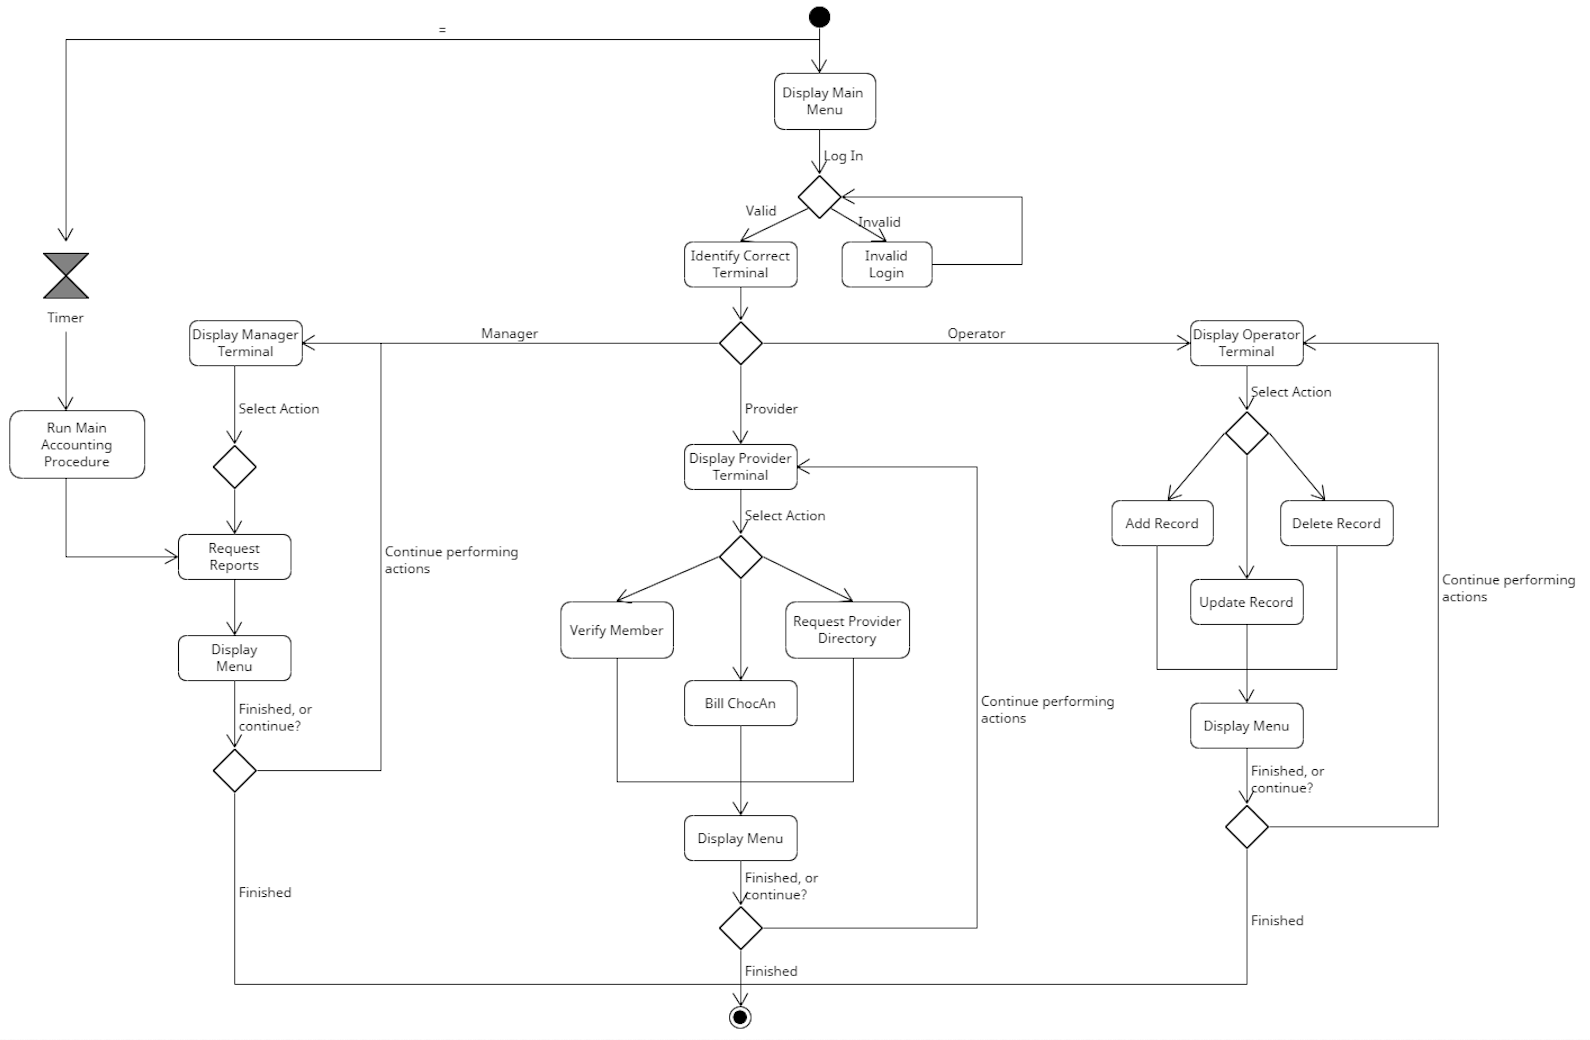 =
Display Main
Menu
Log In
Valid
Invalid
Identify Correct
Terminal
Invalid
Login
Timer
Display Manager
Terminal
Manager
Operator
Display Operator
Terminal
Select Action
Run Main
Accounting
Procedure
Select Action
Provider
Display Provider
Terminal
Select Action
Add Record
Delete Record
Request
Reports
Continue performing
actions
Continue performing
actions
Update Record
Verify Member
Request Provider
Directory
Display
Menu
Bill ChocAn
Continue performing
actions
Finished, or
continue?
Display Menu
Finished, or
continue?
Display Menu
Finished, or
continue?
Finished
Finished
Finished